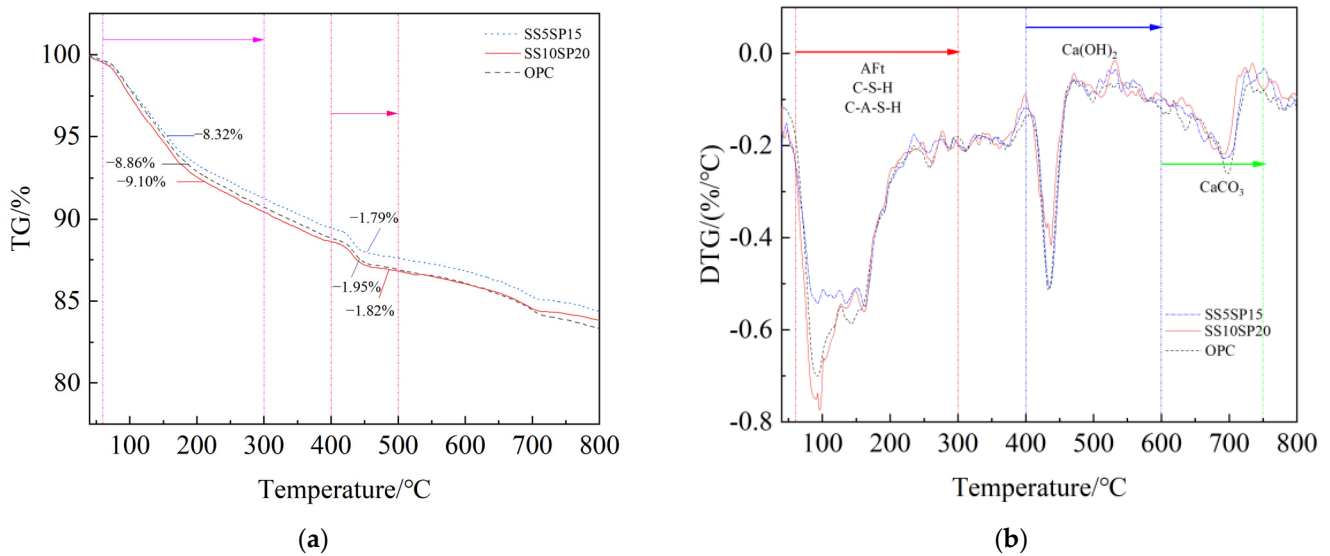 100
95
90
85
80
TG/%
SS5SP15
SS10SP20
OPC
−8.32%
−8.86%
−9.10%
−1.79%
−1.95%
−1.82%
100 200 300 400 500 600 700 800
Temperature/℃
(a)
0.0
-0.2
-0.4
-0.6
-0.8
DTG/(%/℃)
AFt
C-S-H
C-A-S-H
Ca(OH)₂
CaCO₃
SS5SP15
SS10SP20
OPC
100 200 300 400 500 600 700 800
Temperature/℃
(b)